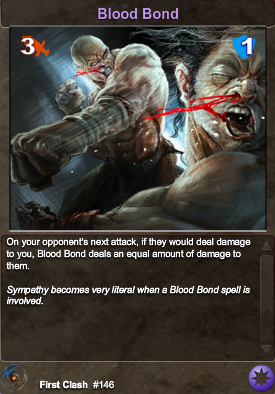 Blood Bond
3 1
On your opponent's next attack, if they would deal damage
to you, Blood Bond deals an equal amount of damage to
them.
Sympathy becomes very literal when a Blood Bond spell is
involved.
First Clash #146